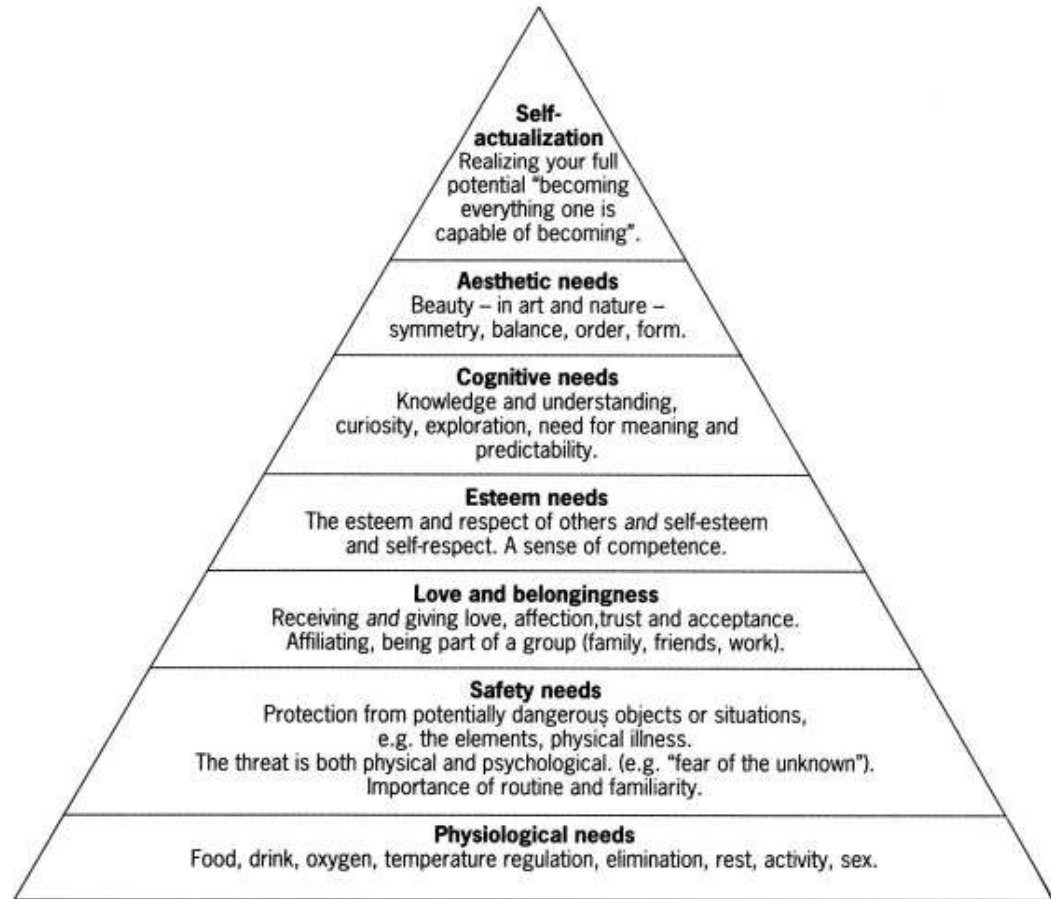 Self-
actualization
Realizing your full
potential "becoming
everything one is
capable of becoming".
Aesthetic needs
Beauty – in art and nature –
symmetry, balance, order, form.
Cognitive needs
Knowledge and understanding,
curiosity, exploration, need for meaning and
predictability.
Esteem needs
The esteem and respect of others and self-esteem
and self-respect. A sense of competence.
Love and belongingness
Receiving and giving love, affection,trust and acceptance.
Affiliating, being part of a group (family, friends, work).
Safety needs
Protection from potentially dangerous objects or situations,
e.g. the elements, physical illness.
The threat is both physical and psychological. (e.g. "fear of the unknown").
Importance of routine and familiarity.
Physiological needs
Food, drink, oxygen, temperature regulation, elimination, rest, activity, sex.